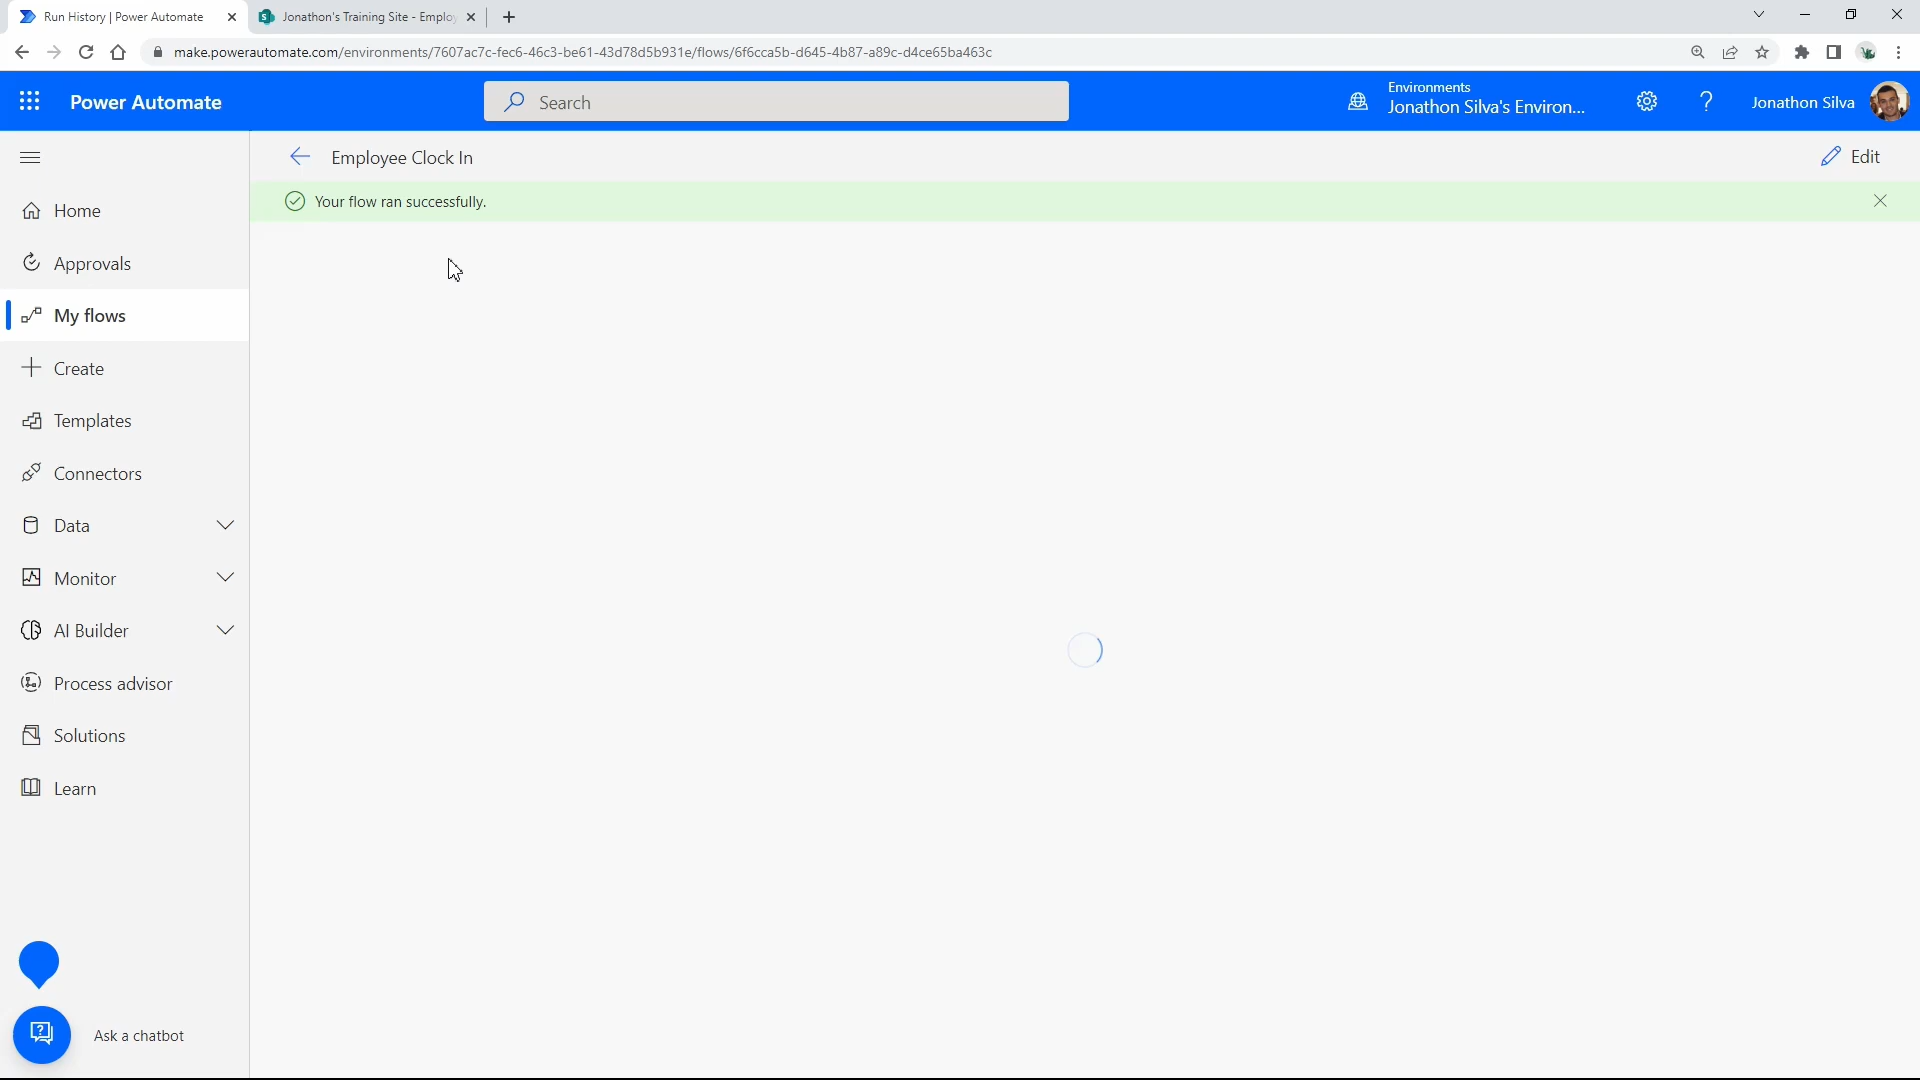 Run History | Power Automate
Jonathon's Training Site - Emplo
make.powerautomate.com/environments/7607ac7c-fec6-46c3-be61-43d78d5b931e/flows/6f6cca5b-d645-4b87-a89c-d4ce65ba463c
Power Automate
Search
Environments
Jonathon Silva's Environ...
Jonathon Silva
Employee Clock In
Edit
Your flow ran successfully.
Home
Approvals
My flows
Create
Templates
Connectors
Data
Monitor
AI Builder
Process advisor
Solutions
Learn
Ask a chatbot